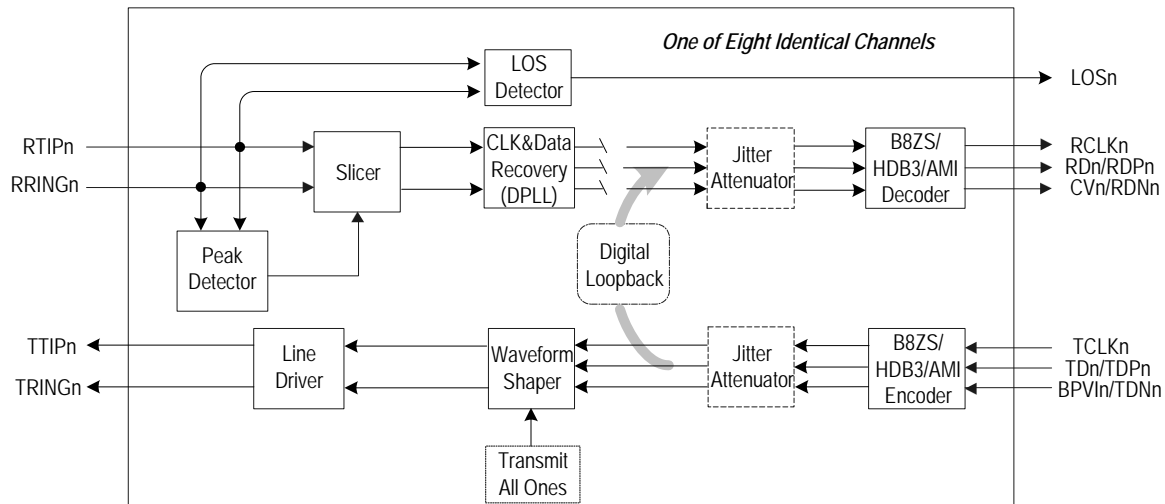 One of Eight Identical Channels
LOS
Detector
LOSn
RTIPn
RRINGn
Slicer
CLK&Data
Recovery
(DPLL)
Jitter
Attenuator
B8ZS/
HDB3/AMI
Decoder
RCLKn
RDn/RDPn
CVn/RDNn
Peak
Detector
Digital
Loopback
TTIPn
TRINGn
Line
Driver
Waveform
Shaper
Jitter
Attenuator
B8ZS/
HDB3/AMI
Encoder
TCLKn
TDn/TDPn
BPVIn/TDNn
Transmit
All Ones